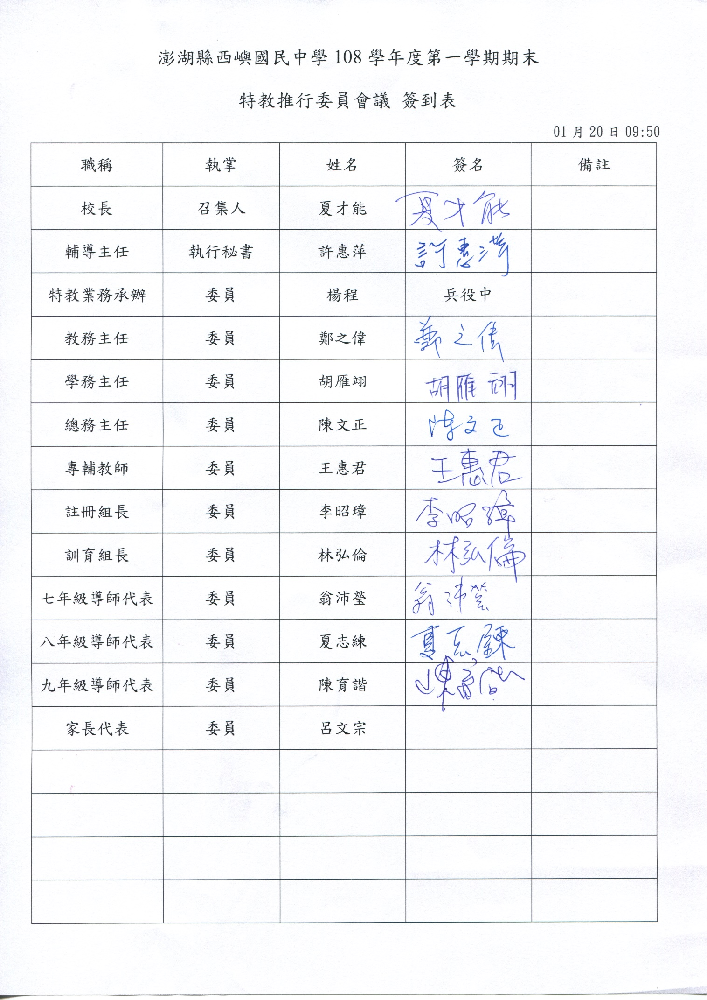 澎湖縣西嶼國民中學 108 學年度第一學期期末
特教推行委員會議 簽到表
01 月 20 日 09:50
職稱 執掌 姓名 簽名 備註
校長 召集人 夏才能 夏才能
輔導主任 執行秘書 許惠萍 許惠萍
特教業務承辦 委員 楊程 兵役中
教務主任 委員 鄭之偉 鄭之偉
學務主任 委員 胡雁翊 胡雁翊
總務主任 委員 陳文正 陳文正
專輔教師 委員 王惠君 王惠君
註冊組長 委員 李昭璋 李昭璋
訓育組長 委員 林弘倫 林弘倫
七年級導師代表 委員 翁沛瑩 翁沛瑩
八年級導師代表 委員 夏志練 夏志練
九年級導師代表 委員 陳育諧 陳育諧
家長代表 委員 呂文宗